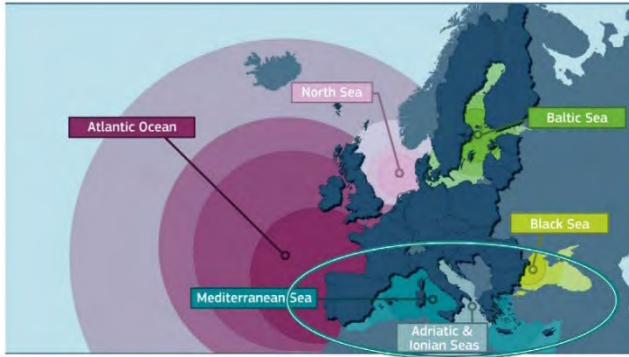 North Sea
Atlantic Ocean
Baltic Sea
Black Sea
Mediterranean Sea
Adriatic &
Ionian Seas